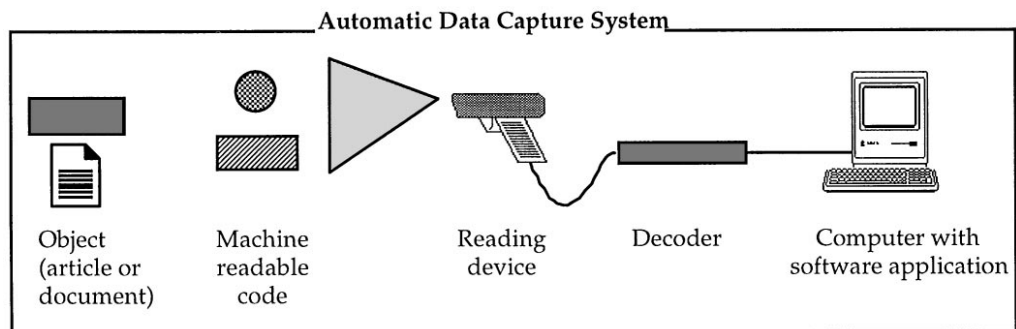 Automatic Data Capture System
Object
(article or
document)
Machine
readable
code
Reading
device
Decoder
Computer with
software application